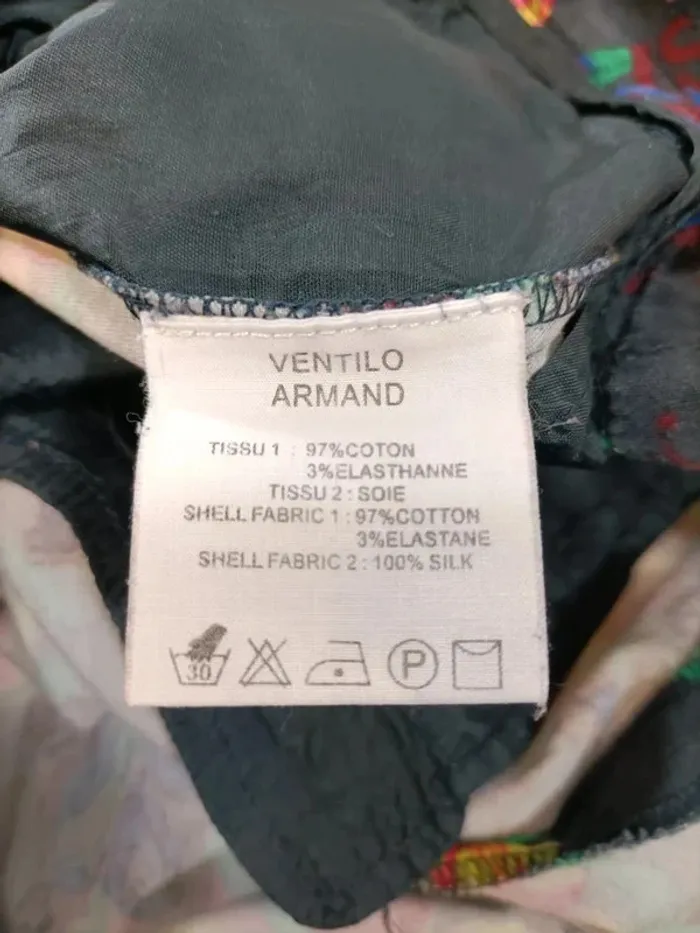 VENTILO
ARMAND
TISSU 1 : 97%COTON
3%ELASTHANNE
TISSU 2 : SOIE
SHELL FABRIC 1 : 97%COTTON
3%ELASTANE
SHELL FABRIC 2 : 100% SILK
30 P